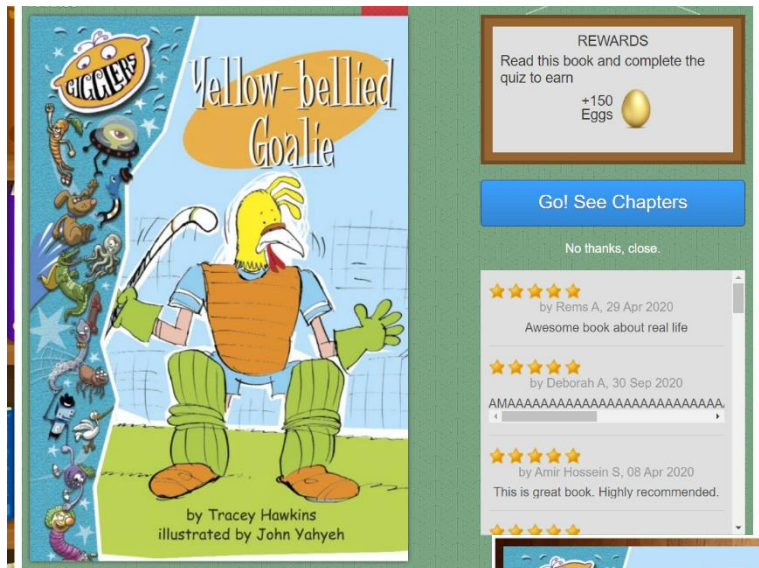 GIGGLERS
Yellow-bellied
Goalie
by Tracey Hawkins
illustrated by John Yahyeh
REWARDS
Read this book and complete the
quiz to earn
+150
Eggs
Go! See Chapters
No thanks, close.
by Rems A, 29 Apr 2020
Awesome book about real life
by Deborah A, 30 Sep 2020
AMAAAAAAAAAAAAAAAAAAAAAAAAAA
by Amir Hossein S, 08 Apr 2020
This is great book. Highly recommended.